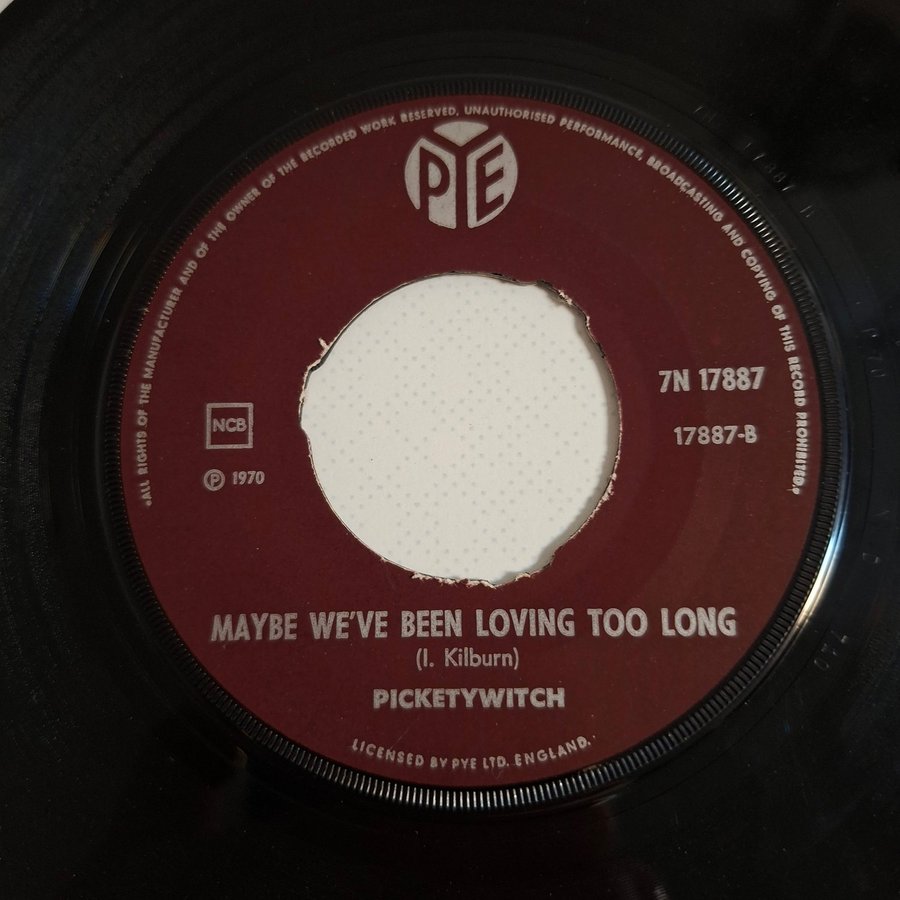 ·ALL RIGHTS OF THE MANUFACTURER AND OF THE OWNER OF THE RECORDED WORK RESERVED, UNAUTHORISED PERFORMANCE, BROADCASTING AND COPYING OF THIS RECORD PROHIBITED.·
PYE
7N 17887
17887-B
NCB
℗ 1970
MAYBE WE'VE BEEN LOVING TOO LONG
(I. Kilburn)
PICKETYWITCH
LICENSED BY PYE LTD. ENGLAND.